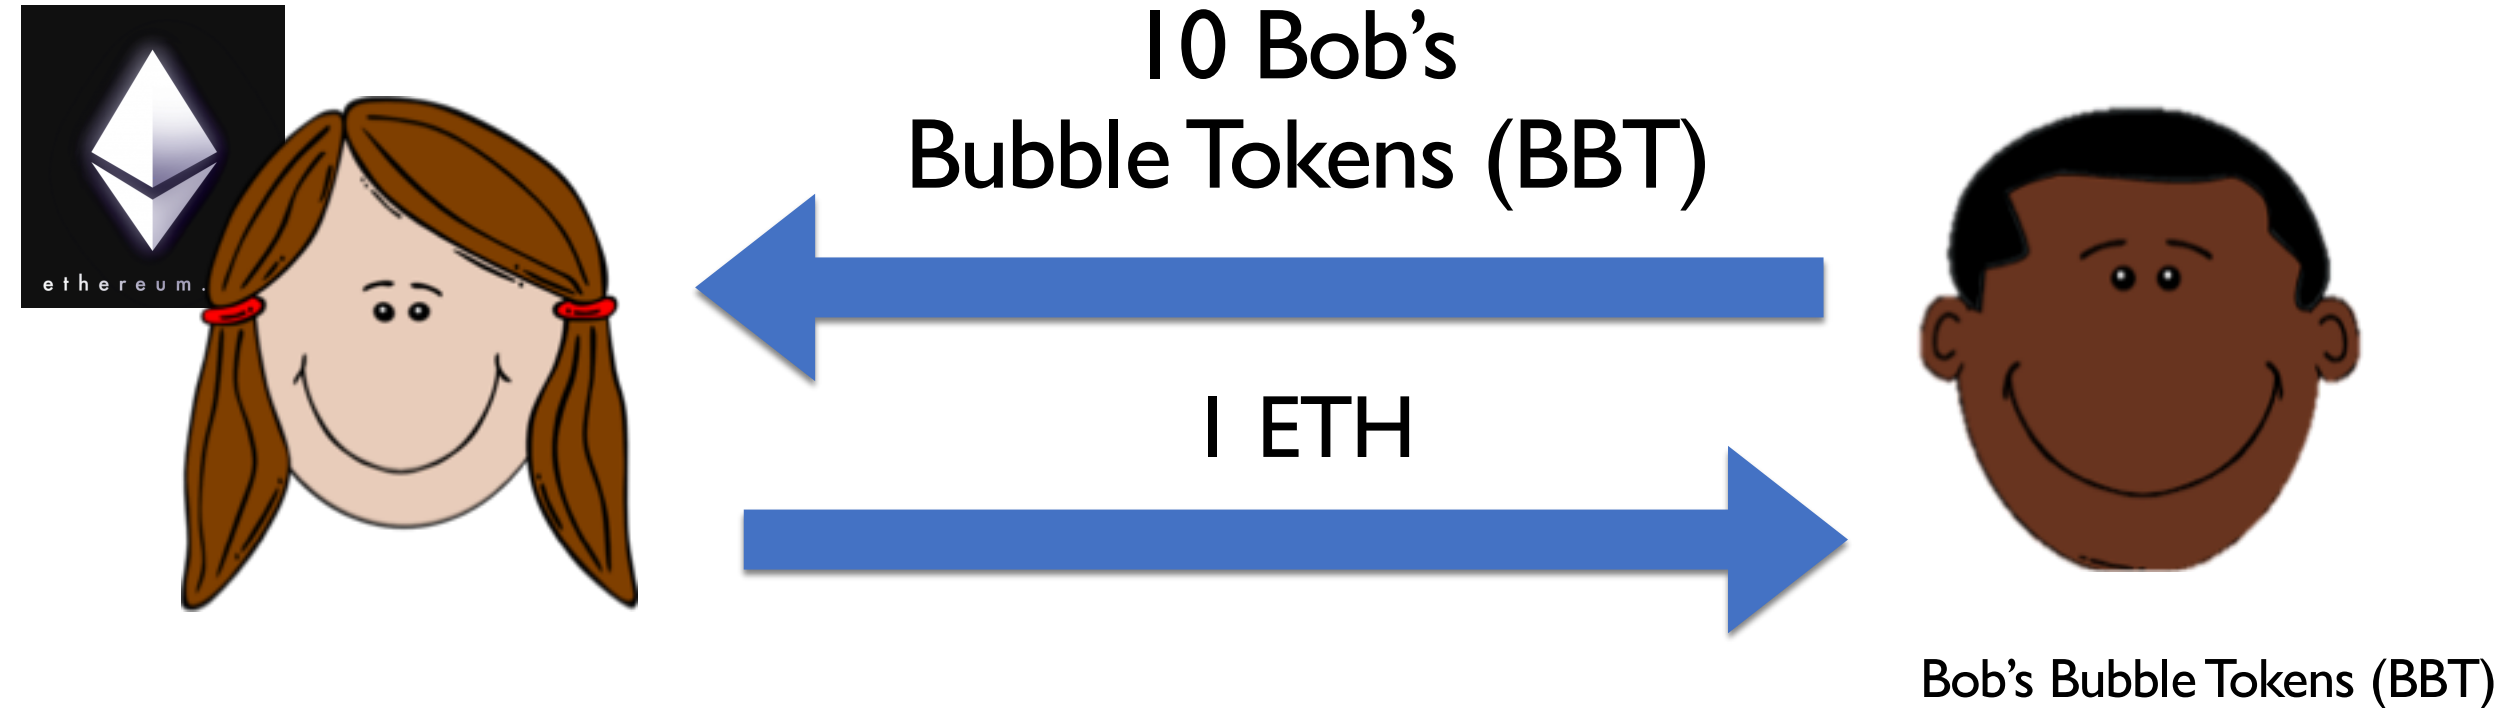 10 Bob’s
Bubble Tokens (BBT)
ethereum.
1 ETH
Bob’s Bubble Tokens (BBT)